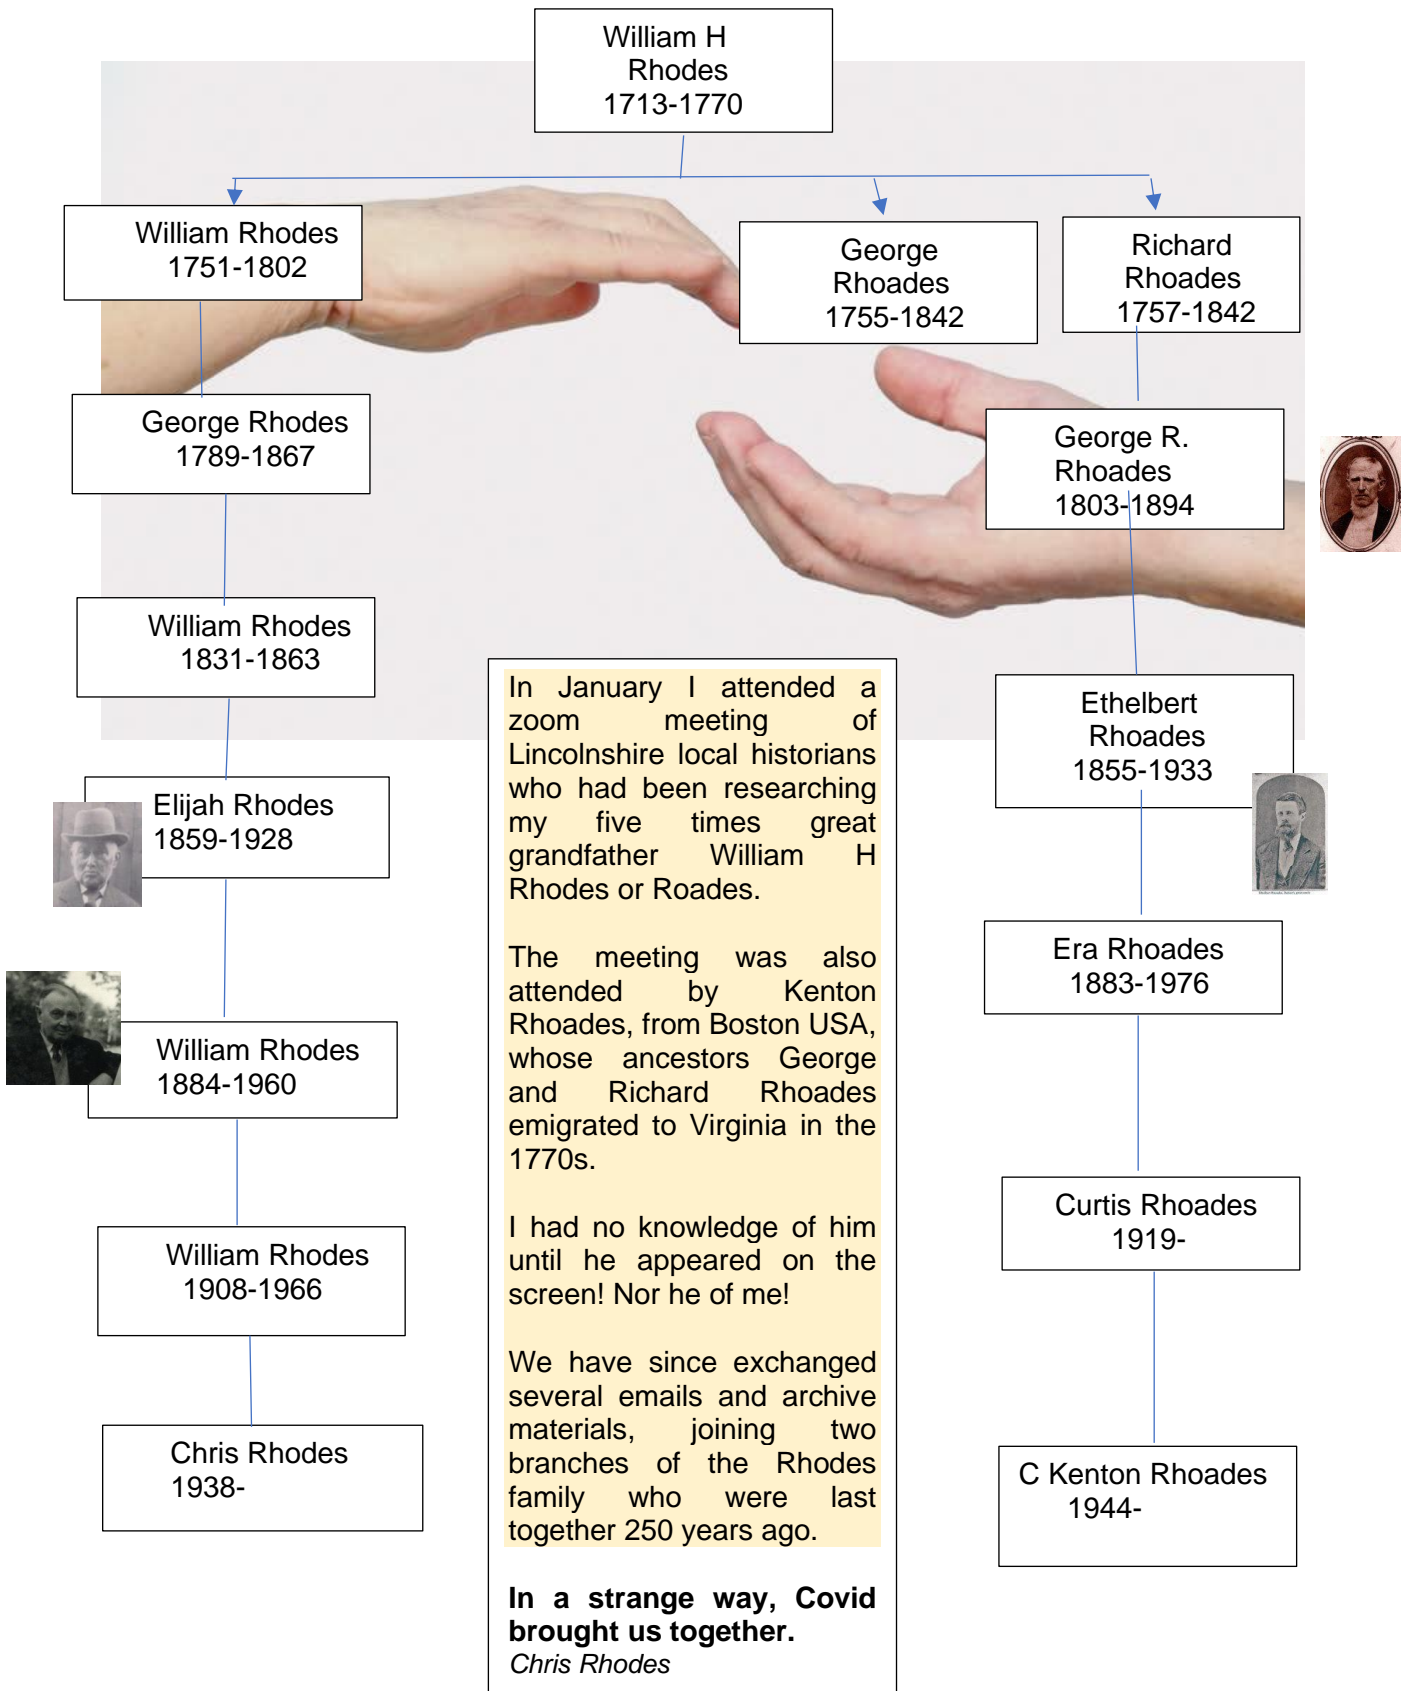 William H
Rhodes
1713-1770
William Rhodes
1751-1802
George
Rhoades
1755-1842
Richard
Rhoades
1757-1842
George Rhodes
1789-1867
George R.
Rhoades
1803-1894
William Rhodes
1831-1863
Ethelbert
Rhoades
1855-1933
Elijah Rhodes
1859-1928
Era Rhoades
1883-1976
William Rhodes
1884-1960
Curtis Rhoades
1919-
William Rhodes
1908-1966
Chris Rhodes
1938-
C Kenton Rhoades
1944-
In January I attended a
zoom meeting of
Lincolnshire local historians
who had been researching
my five times great
grandfather William H
Rhodes or Roades.
The meeting was also
attended by Kenton
Rhoades, from Boston USA,
whose ancestors George
and Richard Rhoades
emigrated to Virginia in the
1770s.
I had no knowledge of him
until he appeared on the
screen! Nor he of me!
We have since exchanged
several emails and archive
materials, joining two
branches of the Rhodes
family who were last
together 250 years ago.
In a strange way, Covid
brought us together.
Chris Rhodes